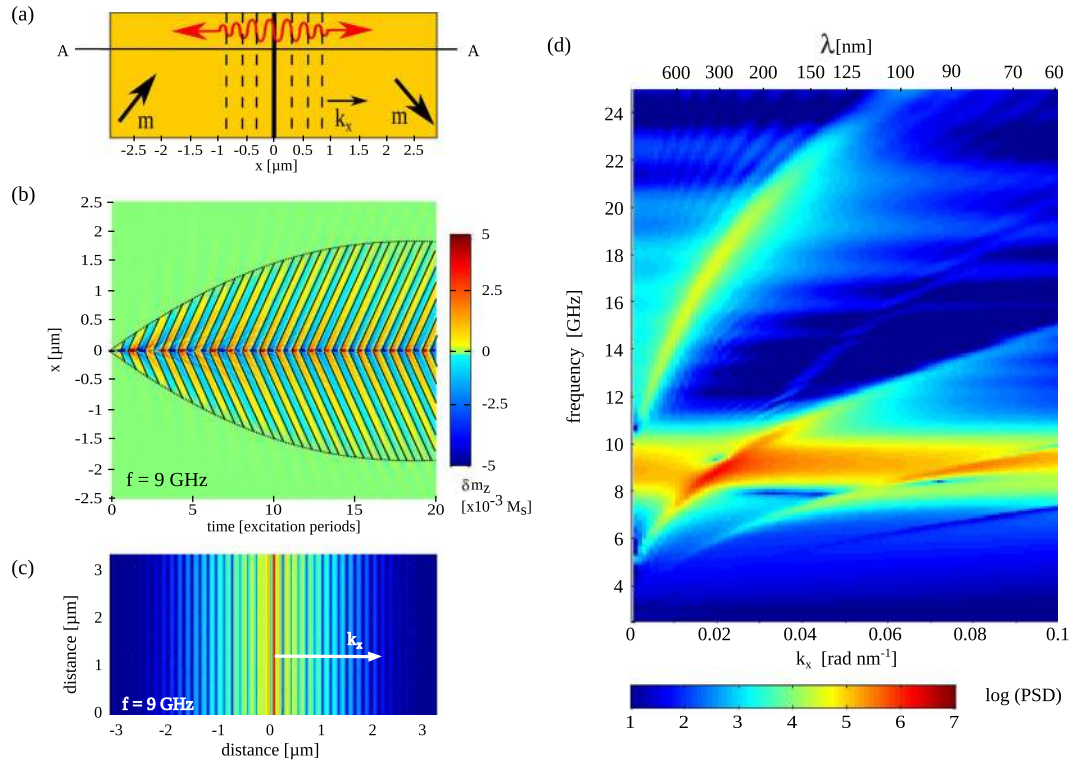 (a)
A A
m
k_x
m
-2.5 -2 -1.5 -1 -0.5 0 0.5 1 1.5 2 2.5
x [µm]
(b)
2.5
2
1.5
1
0.5
0
-0.5
-1
-1.5
-2
-2.5
x [µm]
f = 9 GHz
0 5 10 15 20
time [excitation periods]
5
2.5
0
-2.5
-5
δm_z
[x10^-3 M_s]
(c)
3
2
1
0
distance [µm]
k_x
f = 9 GHz
-3 -2 -1 0 1 2 3
distance [µm]
(d)
λ[nm]
600 300 200 150 125 100 90 70 60
24
22
20
18
16
14
12
10
8
6
4
frequency [GHz]
0 0.02 0.04 0.06 0.08 0.1
k_x [rad nm^-1]
log (PSD)
1 2 3 4 5 6 7